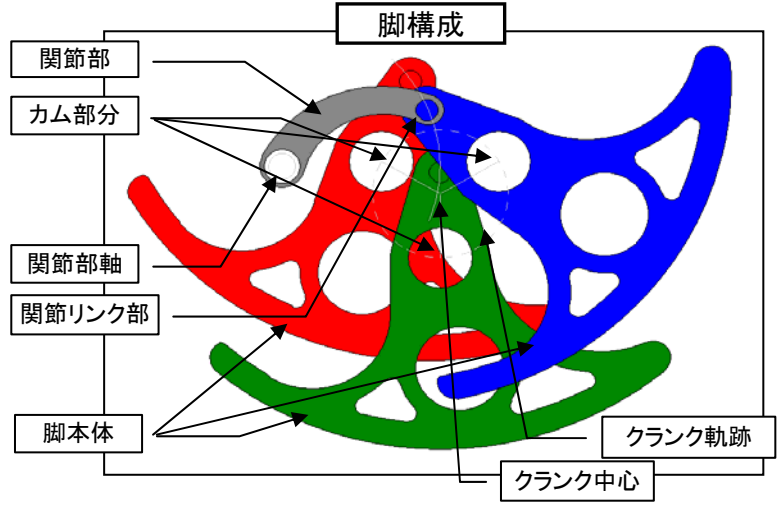 脚構成
関節部
カム部分
関節部軸
関節リンク部
脚本体
クランク軌跡
クランク中心